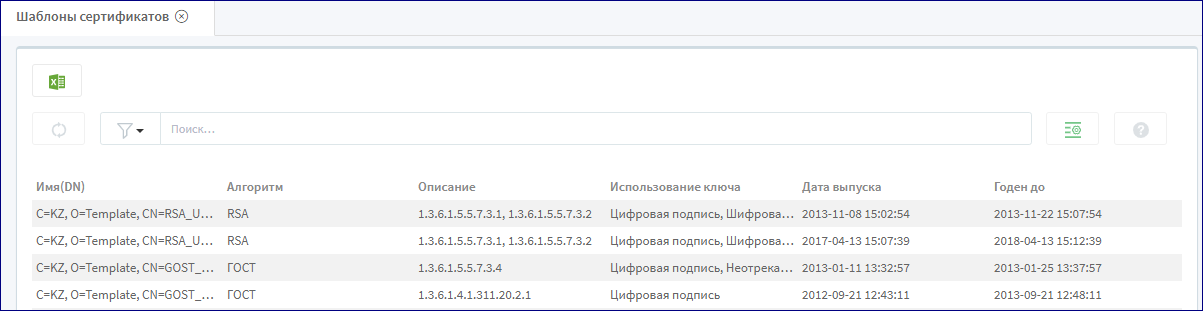 Шаблоны сертификатов
Поиск...
Имя(DN) Алгоритм Описание Использование ключа Дата выпуска Годен до
C=KZ, O=Template, CN=RSA_U... RSA 1.3.6.1.5.5.7.3.1, 1.3.6.1.5.5.7.3.2 Цифровая подпись, Шифрова... 2013-11-08 15:02:54 2013-11-22 15:07:54
C=KZ, O=Template, CN=RSA_U... RSA 1.3.6.1.5.5.7.3.1, 1.3.6.1.5.5.7.3.2 Цифровая подпись, Шифрова... 2017-04-13 15:07:39 2018-04-13 15:12:39
C=KZ, O=Template, CN=GOST_... ГОСТ 1.3.6.1.5.5.7.3.4 Цифровая подпись, Неотрека... 2013-01-11 13:32:57 2013-01-25 13:37:57
C=KZ, O=Template, CN=GOST_... ГОСТ 1.3.6.1.4.1.311.20.2.1 Цифровая подпись 2012-09-21 12:43:11 2013-09-21 12:48:11